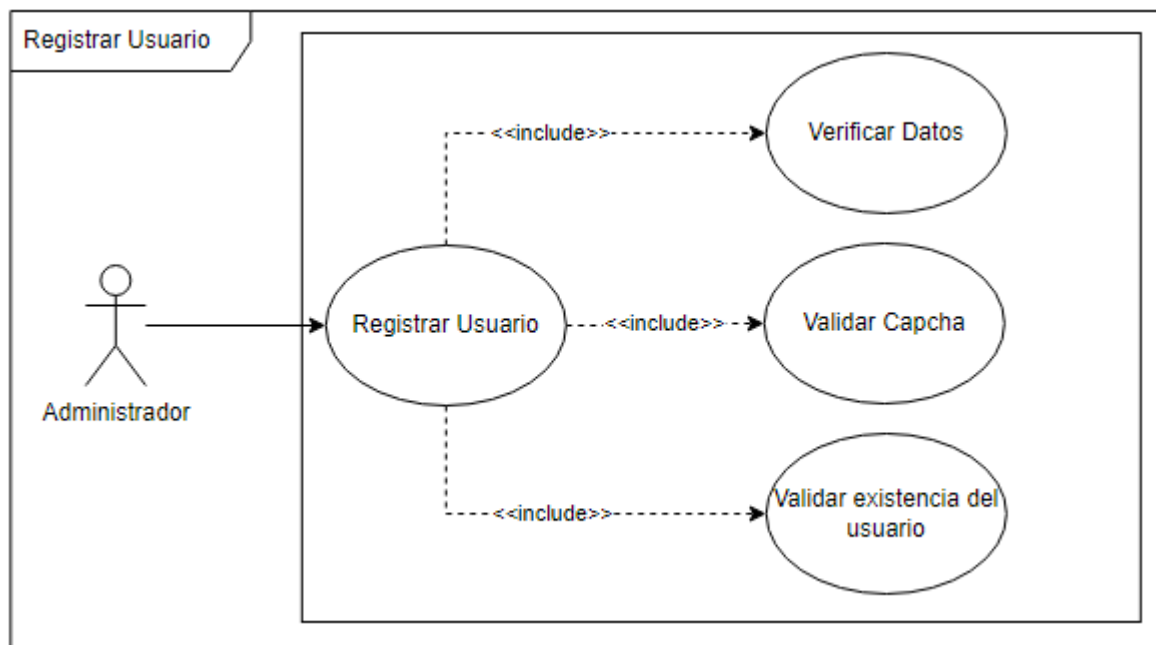 Registrar Usuario
<<include>>
Verificar Datos
Registrar Usuario
<<include>>
Validar Capcha
Administrador
<<include>>
Validar existencia del
usuario